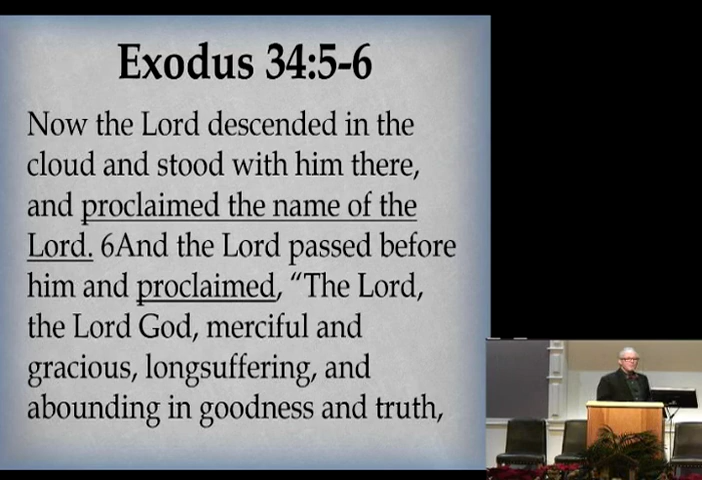 Exodus 34:5-6
Now the Lord descended in the
cloud and stood with him there,
and proclaimed the name of the
Lord. 6And the Lord passed before
him and proclaimed, “The Lord,
the Lord God, merciful and
gracious, longsuffering, and
abounding in goodness and truth,